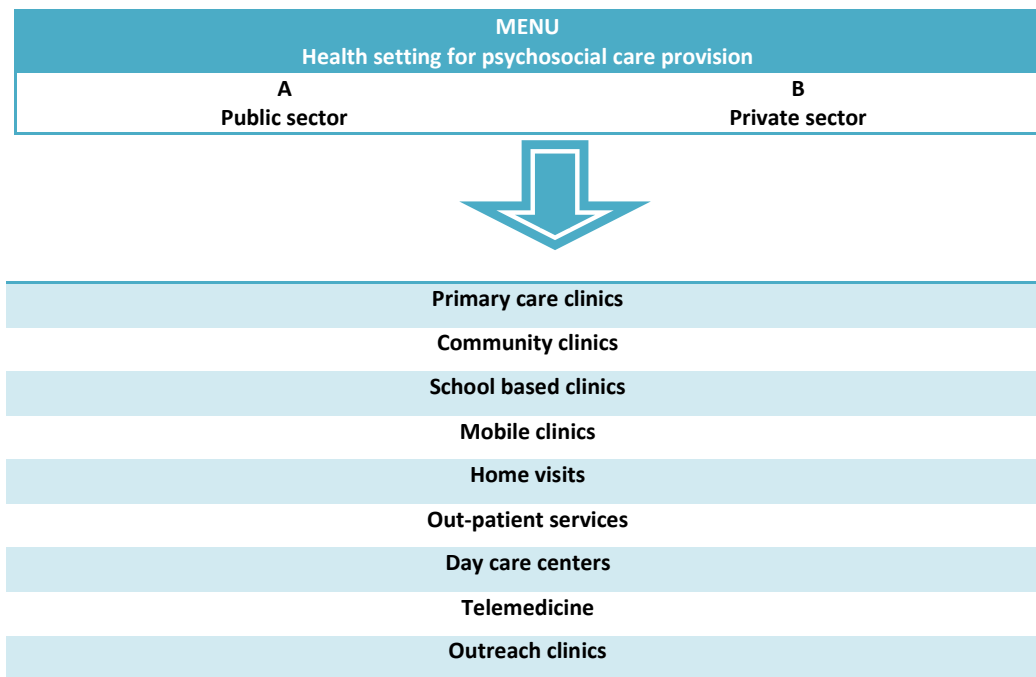 MENU
Health setting for psychosocial care provision
A B
Public sector Private sector
Primary care clinics
Community clinics
School based clinics
Mobile clinics
Home visits
Out-patient services
Day care centers
Telemedicine
Outreach clinics